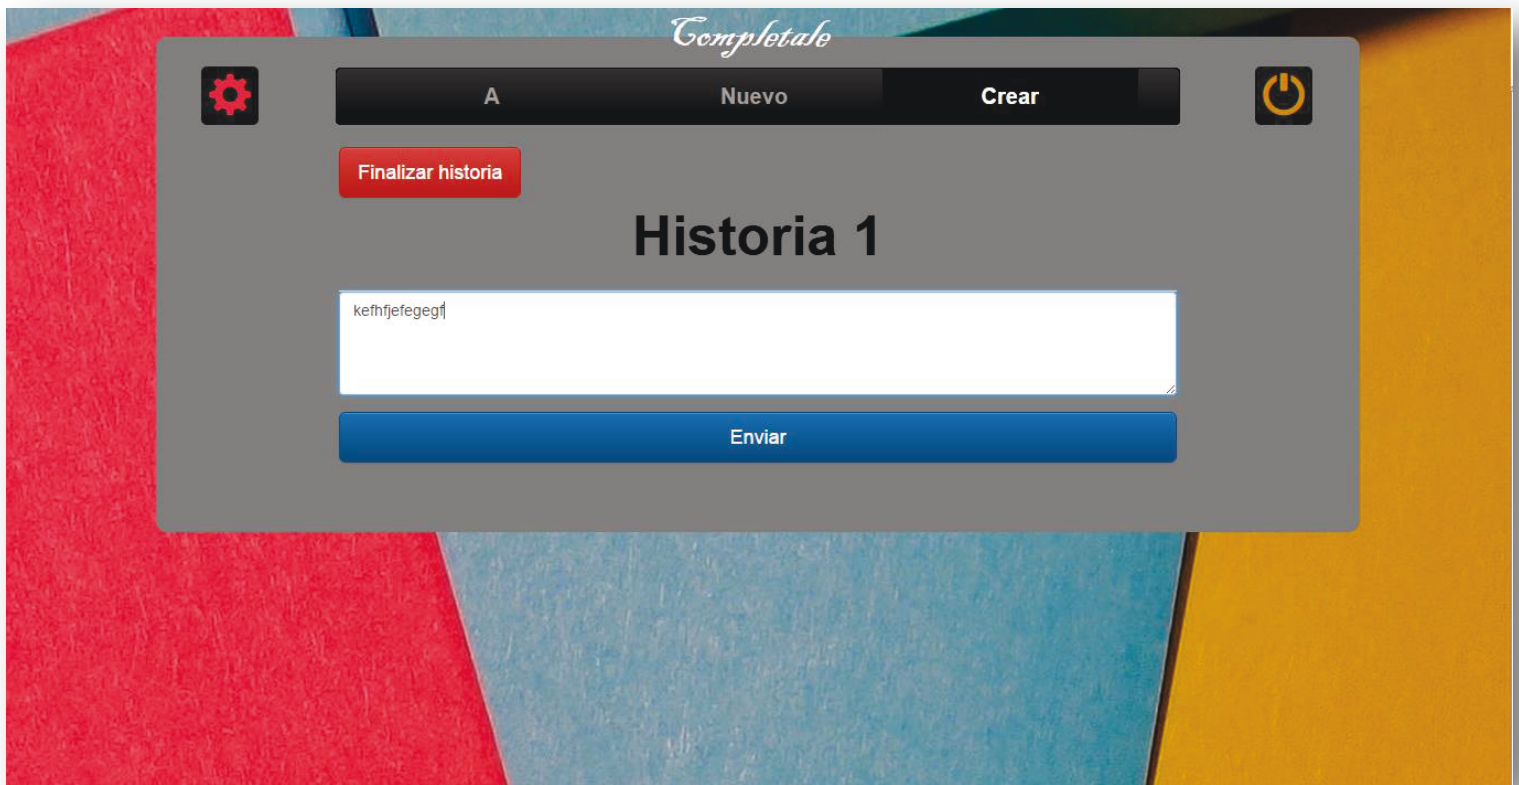 Completale
A Nuevo Crear
Finalizar historia
Historia 1
kefhfjefegegf
Enviar